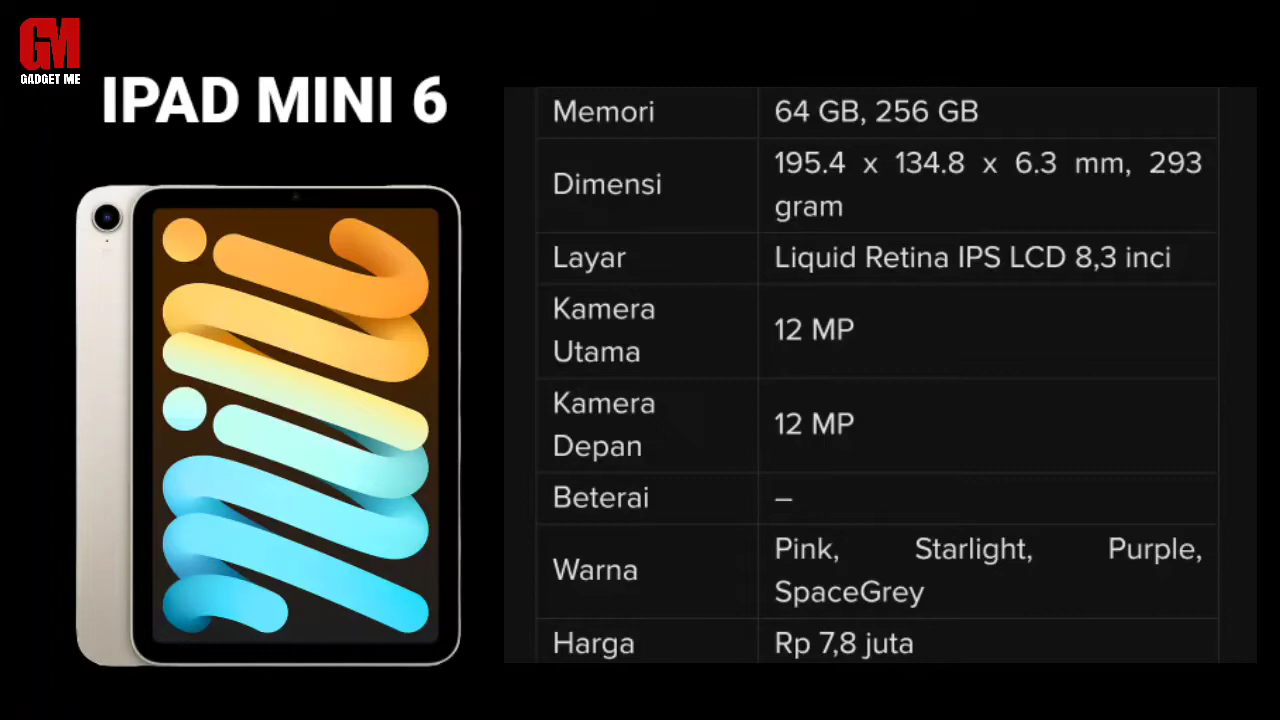 GM
GADGET ME
IPAD MINI 6
Memori
64 GB, 256 GB
Dimensi
195.4 x 134.8 x 6.3 mm, 293
gram
Layar
Liquid Retina IPS LCD 8,3 inci
Kamera
Utama
12 MP
Kamera
Depan
12 MP
Beterai
–
Warna
Pink, Starlight, Purple,
SpaceGrey
Harga
Rp 7,8 juta